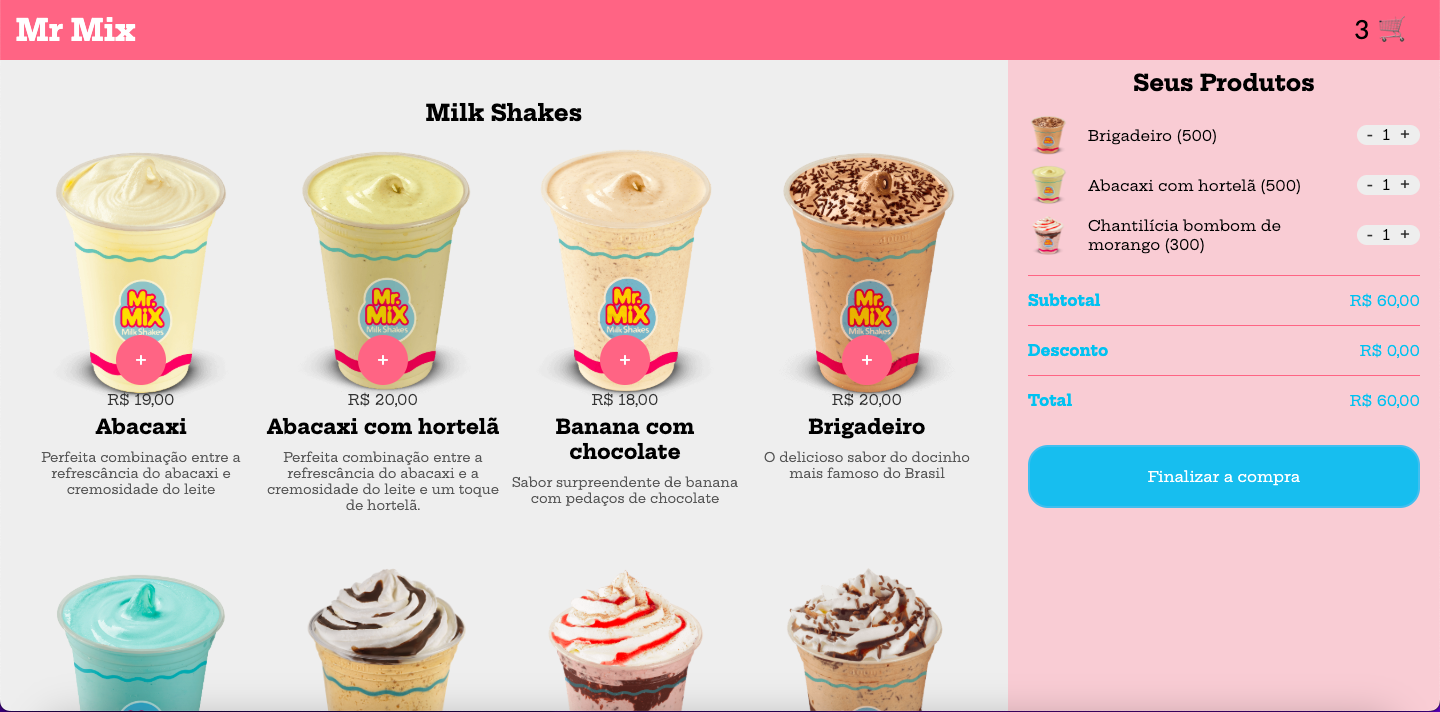 Mr Mix
3
Milk Shakes
Mr.
MiX
Milk Shakes
+
R$ 19,00
Abacaxi
Perfeita combinação entre a
refrescância do abacaxi e
cremosidade do leite
Mr.
MiX
Milk Shakes
+
R$ 20,00
Abacaxi com hortelã
Perfeita combinação entre a
refrescância do abacaxi e a
cremosidade do leite e um toque
de hortelã.
Mr.
MiX
Milk Shakes
+
R$ 18,00
Banana com
chocolate
Sabor surpreendente de banana
com pedaços de chocolate
Mr.
MiX
Milk Shakes
+
R$ 20,00
Brigadeiro
O delicioso sabor do docinho
mais famoso do Brasil
Seus Produtos
Brigadeiro (500)
- 1 +
Abacaxi com hortelã (500)
- 1 +
Chantilícia bombom de
morango (300)
- 1 +
Subtotal R$ 60,00
Desconto R$ 0,00
Total R$ 60,00
Finalizar a compra